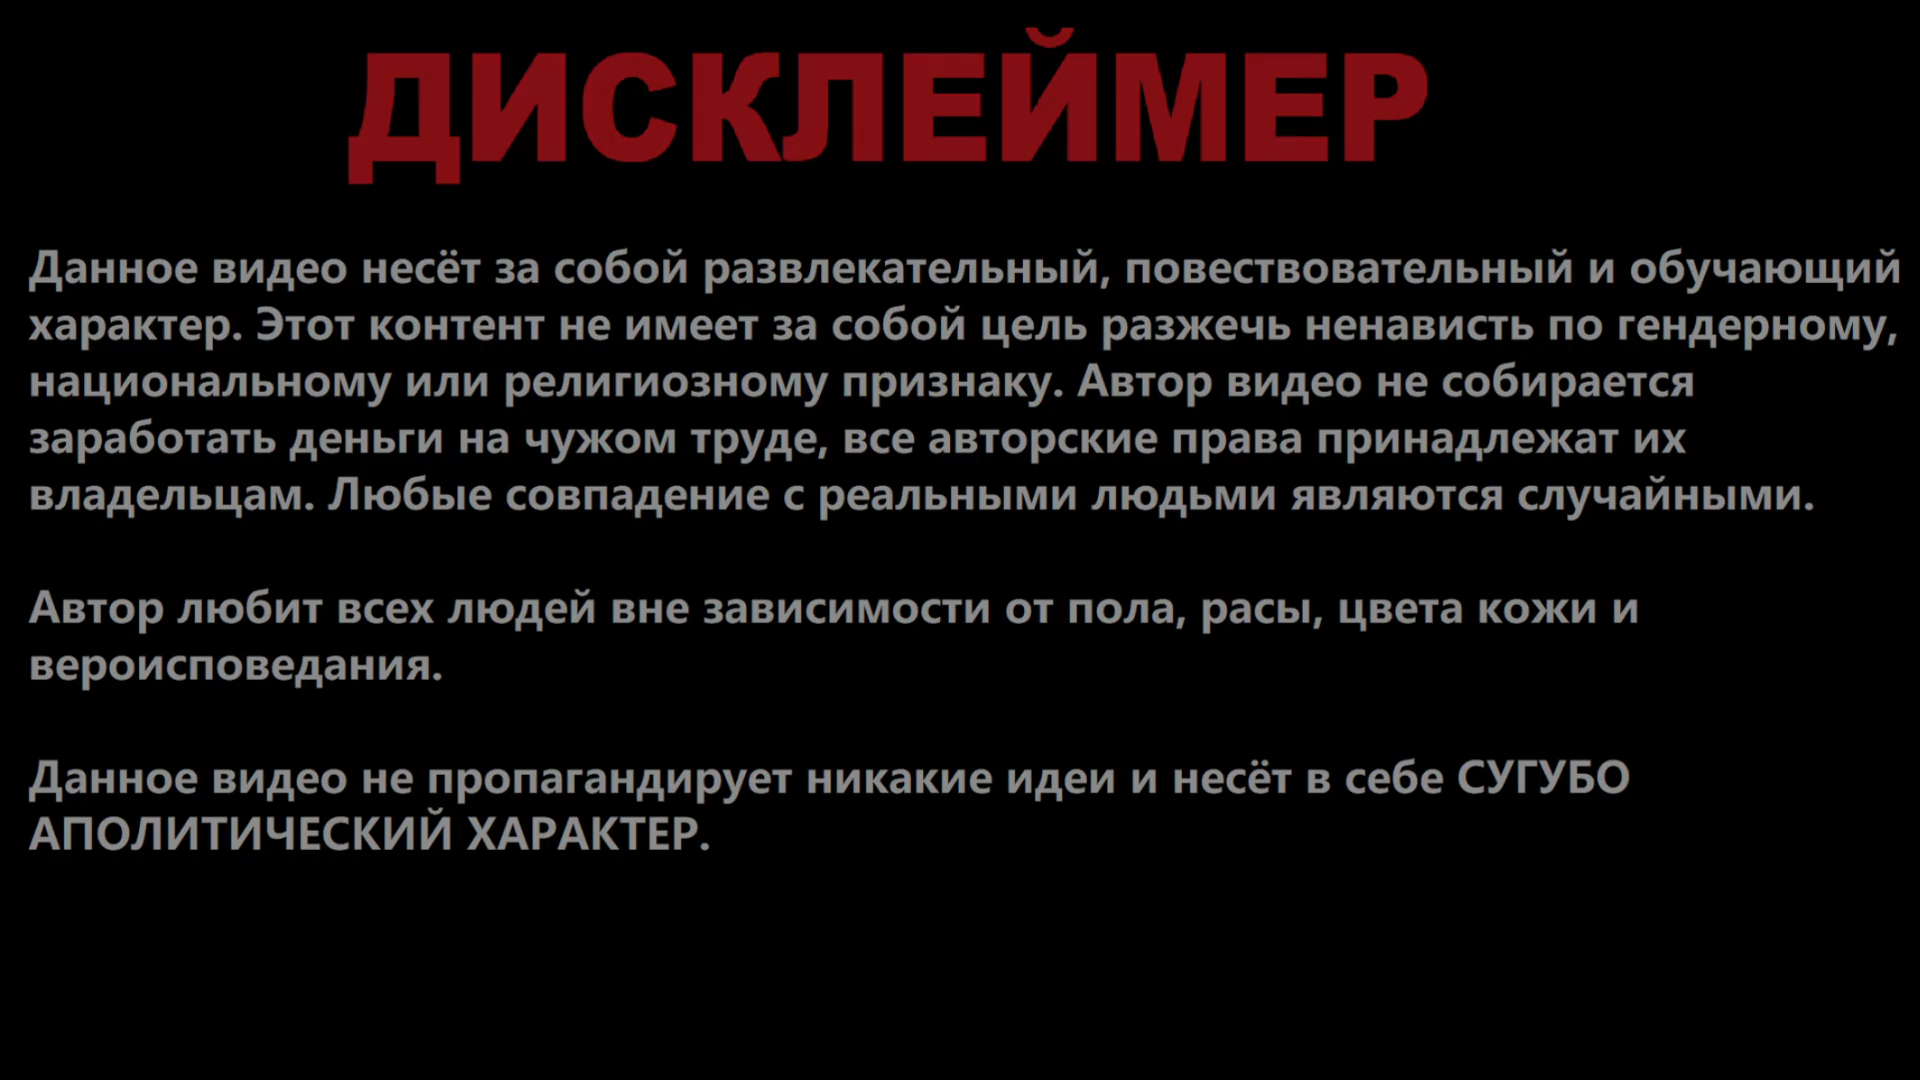 ДИСКЛЕЙМЕР
Данное видео несёт за собой развлекательный, повествовательный и обучающий
характер. Этот контент не имеет за собой цель разжечь ненависть по гендерному,
национальному или религиозному признаку. Автор видео не собирается
заработать деньги на чужом труде, все авторские права принадлежат их
владельцам. Любые совпадение с реальными людьми являются случайными.
Автор любит всех людей вне зависимости от пола, расы, цвета кожи и
вероисповедания.
Данное видео не пропагандирует никакие идеи и несёт в себе СУГУБО
АПОЛИТИЧЕСКИЙ ХАРАКТЕР.